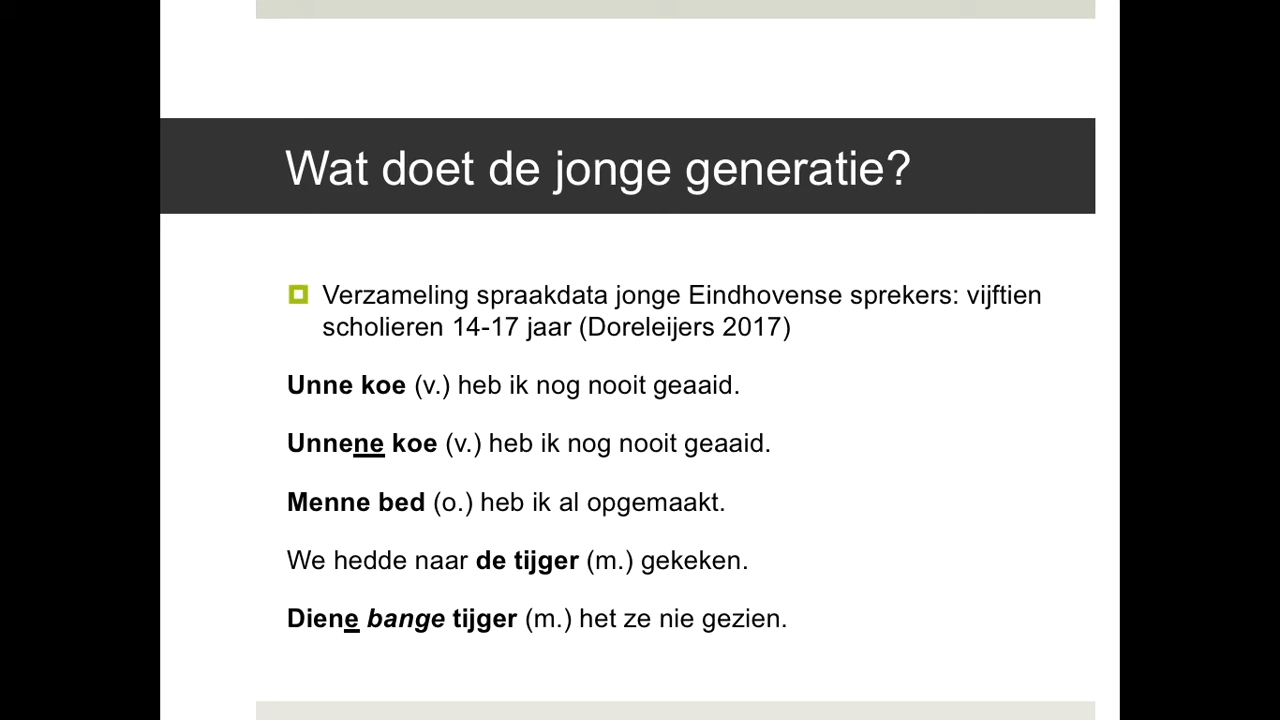 Wat doet de jonge generatie?
Verzameling spraakdata jonge Eindhovense sprekers: vijftien
scholieren 14-17 jaar (Doreleijers 2017)
Unne koe (v.) heb ik nog nooit geaaid.
Unnene koe (v.) heb ik nog nooit geaaid.
Menne bed (o.) heb ik al opgemaakt.
We hedde naar de tijger (m.) gekeken.
Diene bange tijger (m.) het ze nie gezien.